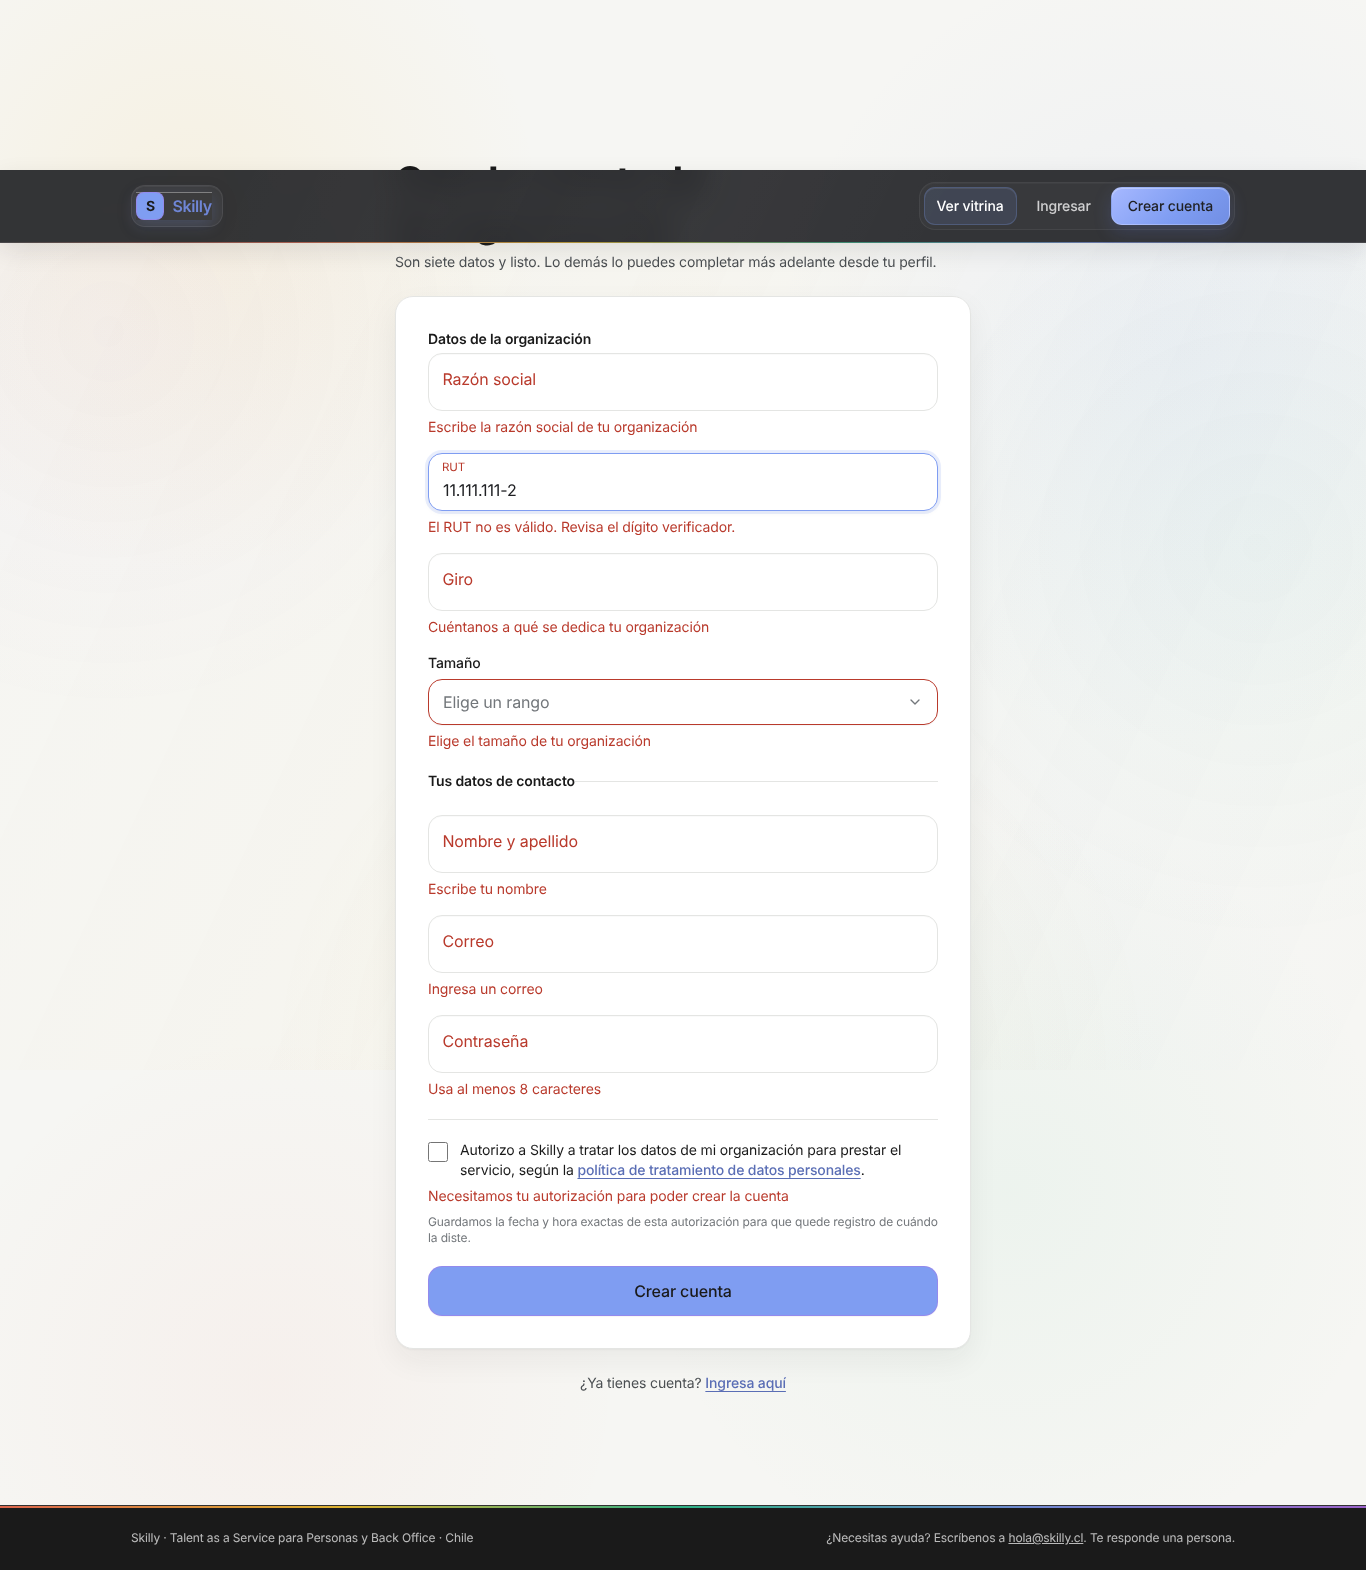 S Skilly
Ver vitrina
Ingresar
Crear cuenta
Son siete datos y listo. Lo demás lo puedes completar más adelante desde tu perfil.
Datos de la organización
Razón social
Escribe la razón social de tu organización
RUT
11.111.111-2
El RUT no es válido. Revisa el dígito verificador.
Giro
Cuéntanos a qué se dedica tu organización
Tamaño
Elige un rango
Elige el tamaño de tu organización
Tus datos de contacto
Nombre y apellido
Escribe tu nombre
Correo
Ingresa un correo
Contraseña
Usa al menos 8 caracteres
Autorizo a Skilly a tratar los datos de mi organización para prestar el
servicio, según la política de tratamiento de datos personales.
Necesitamos tu autorización para poder crear la cuenta
Guardamos la fecha y hora exactas de esta autorización para que quede registro de cuándo
la diste.
Crear cuenta
¿Ya tienes cuenta? Ingresa aquí
Skilly · Talent as a Service para Personas y Back Office · Chile
¿Necesitas ayuda? Escríbenos a hola@skilly.cl. Te responde una persona.